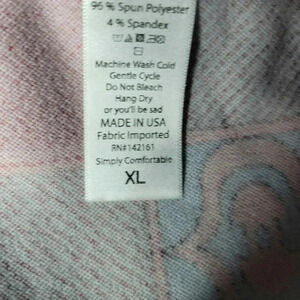 96 % Spun Polyester
4 % Spandex
Machine Wash Cold
Gentle Cycle
Do Not Bleach
Hang Dry
or you'll be sad
MADE IN USA
Fabric Imported
RN#142161
Simply Comfortable
XL